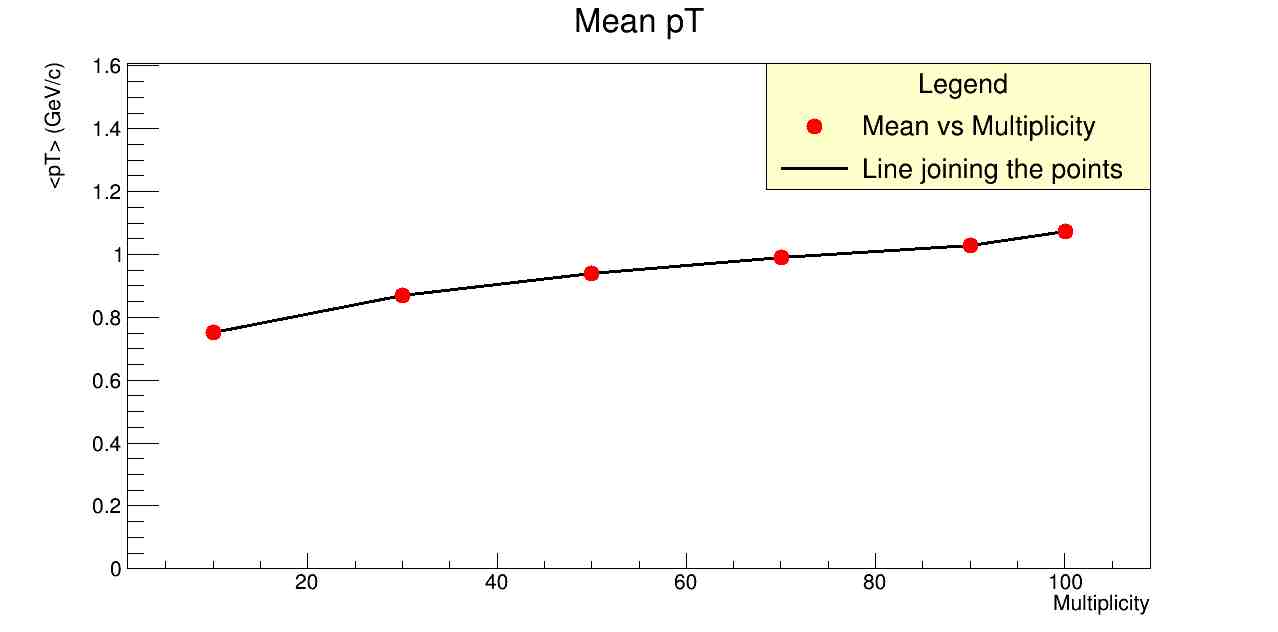 Mean pT
<pT> (GeV/c)
1.6
1.4
1.2
1
0.8
0.6
0.4
0.2
0
Legend
Mean vs Multiplicity
Line joining the points
20 40 60 80 100
Multiplicity